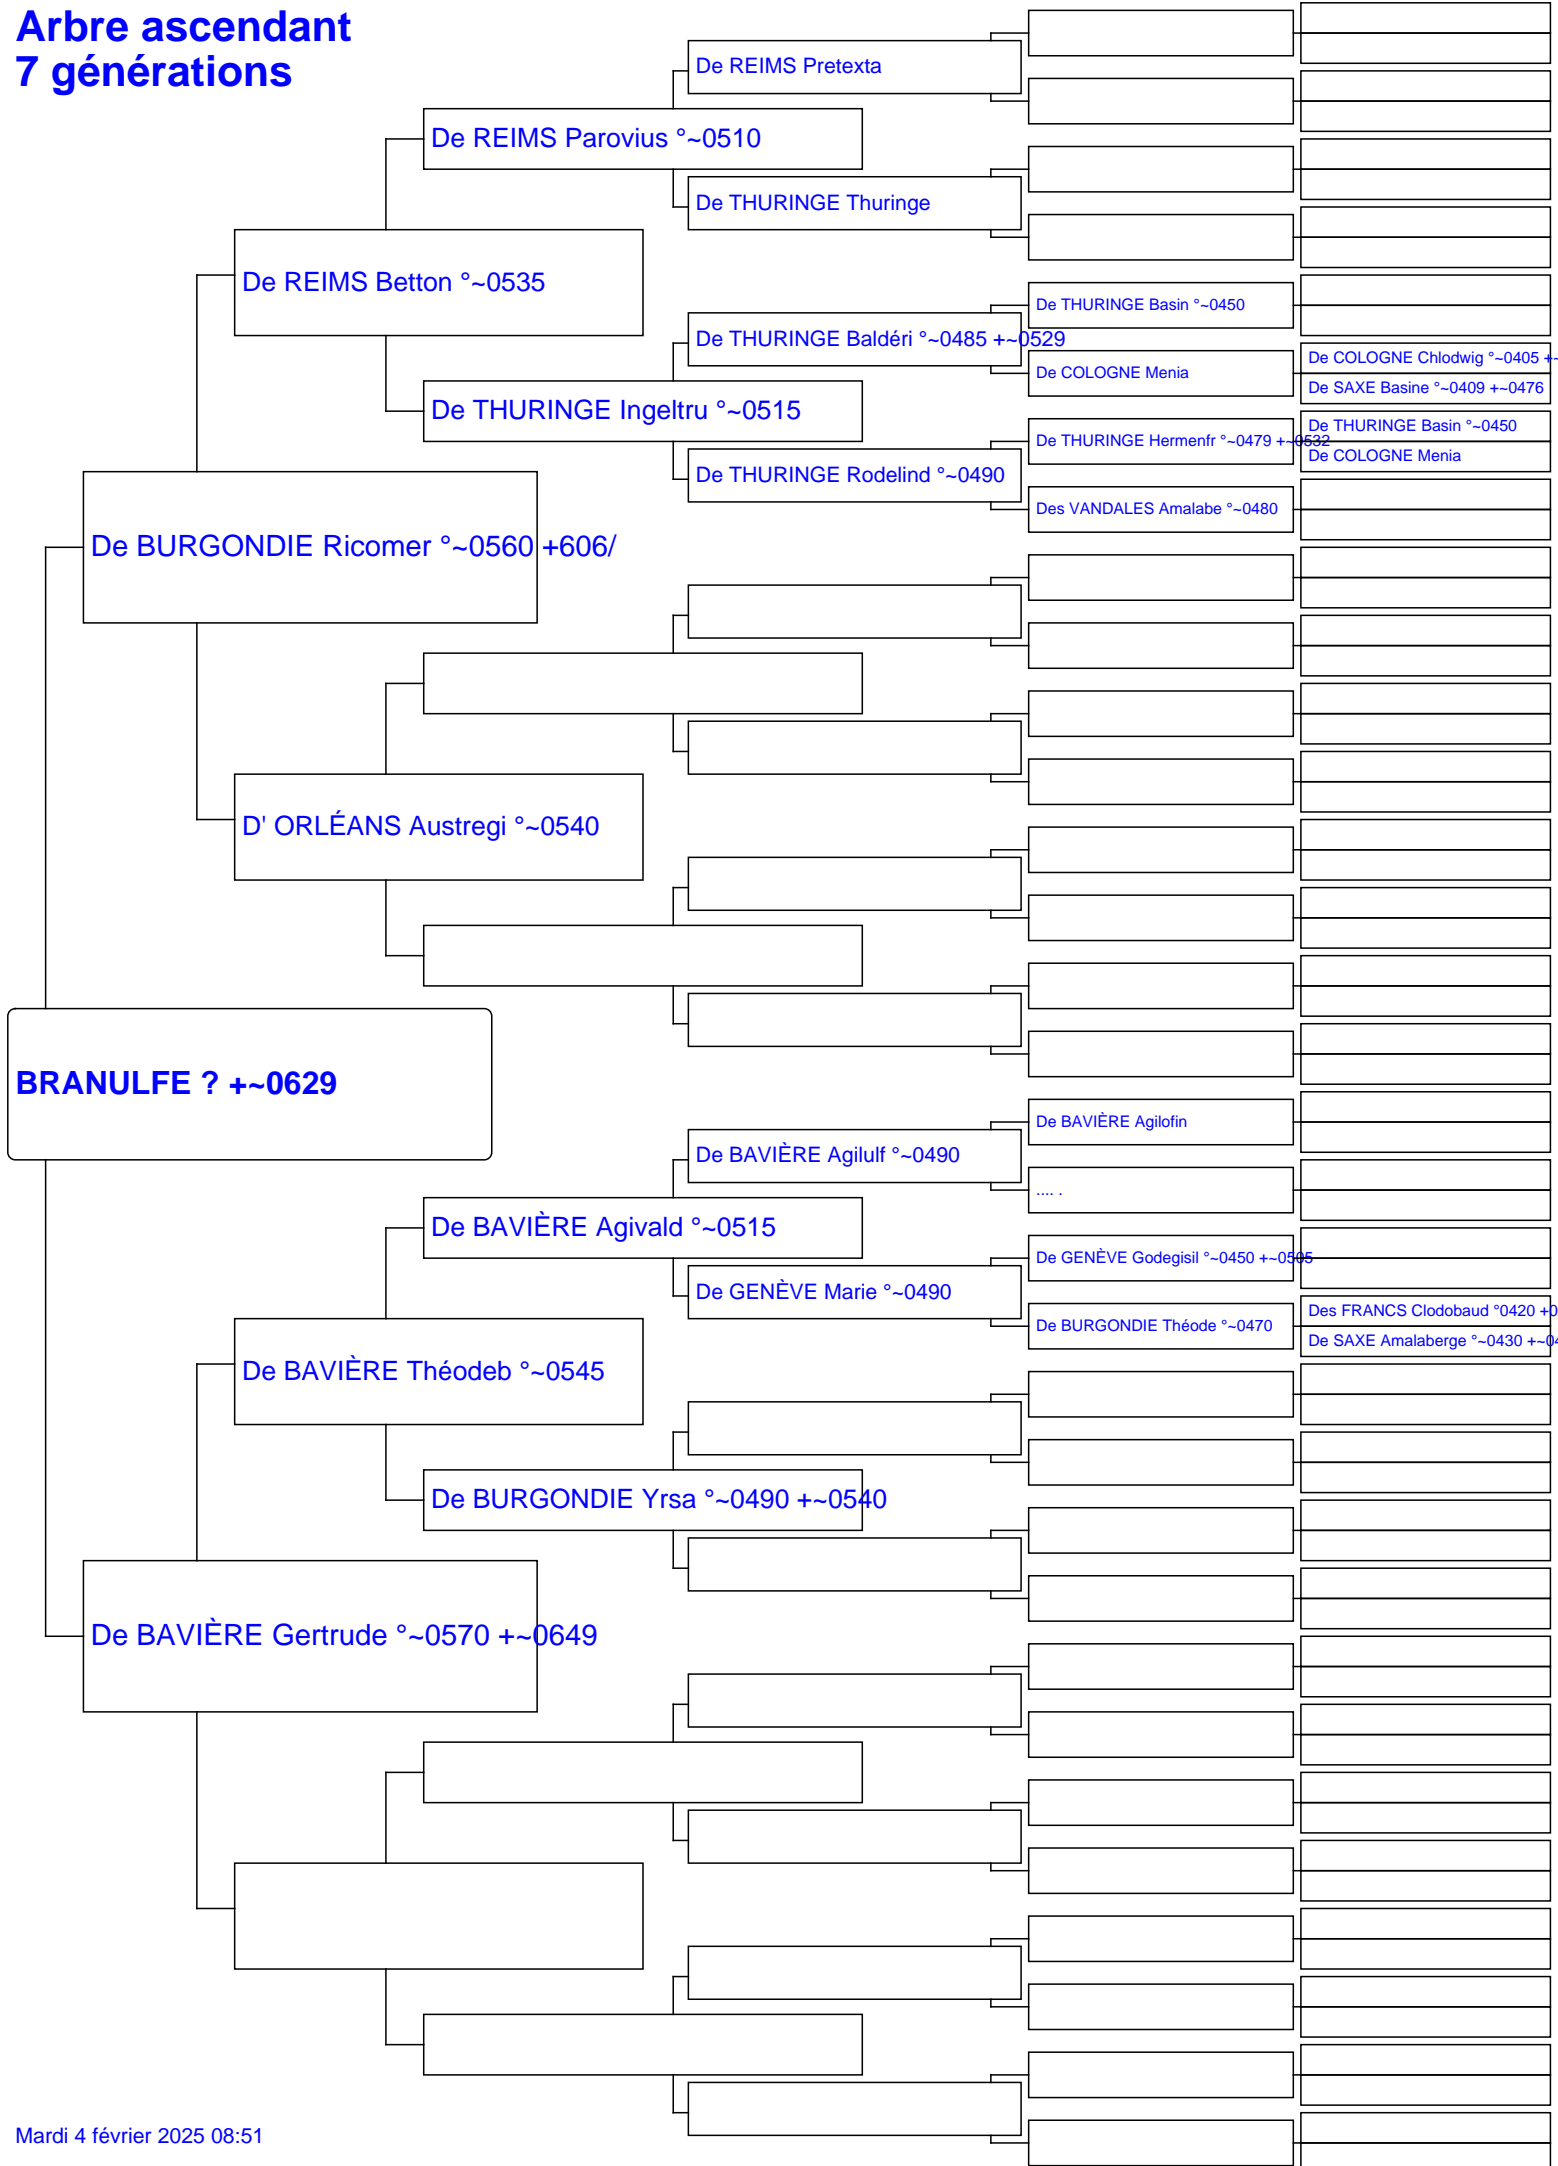 Arbre ascendant
7 générations
De REIMS Pretexta
De REIMS Parovius °~0510
De THURINGE Thuringe
De REIMS Betton °~0535
De THURINGE Basin °~0450
De THURINGE Baldéri °~0485 +~0529
De COLOGNE Chlodwig °~0405 +~
De COLOGNE Menia
De SAXE Basine °~0409 +~0476
De THURINGE Ingeltru °~0515
De THURINGE Basin °~0450
De THURINGE Hermenfr °~0479 +~0532
De COLOGNE Menia
De THURINGE Rodelind °~0490
Des VANDALES Amalabe °~0480
De BURGONDIE Ricomer °~0560 +606/
D' ORLÉANS Austregi °~0540
BRANULFE ? +~0629
De BAVIÈRE Agilofin
De BAVIÈRE Agilulf °~0490
.... .
De BAVIÈRE Agivald °~0515
De GENÈVE Godegisil °~0450 +~0505
De GENÈVE Marie °~0490
Des FRANCS Clodobaud °0420 +0
De BURGONDIE Théode °~0470
De SAXE Amalaberge °~0430 +~04
De BAVIÈRE Théodeb °~0545
De BURGONDIE Yrsa °~0490 +~0540
De BAVIÈRE Gertrude °~0570 +~0649
Mardi 4 février 2025 08:51